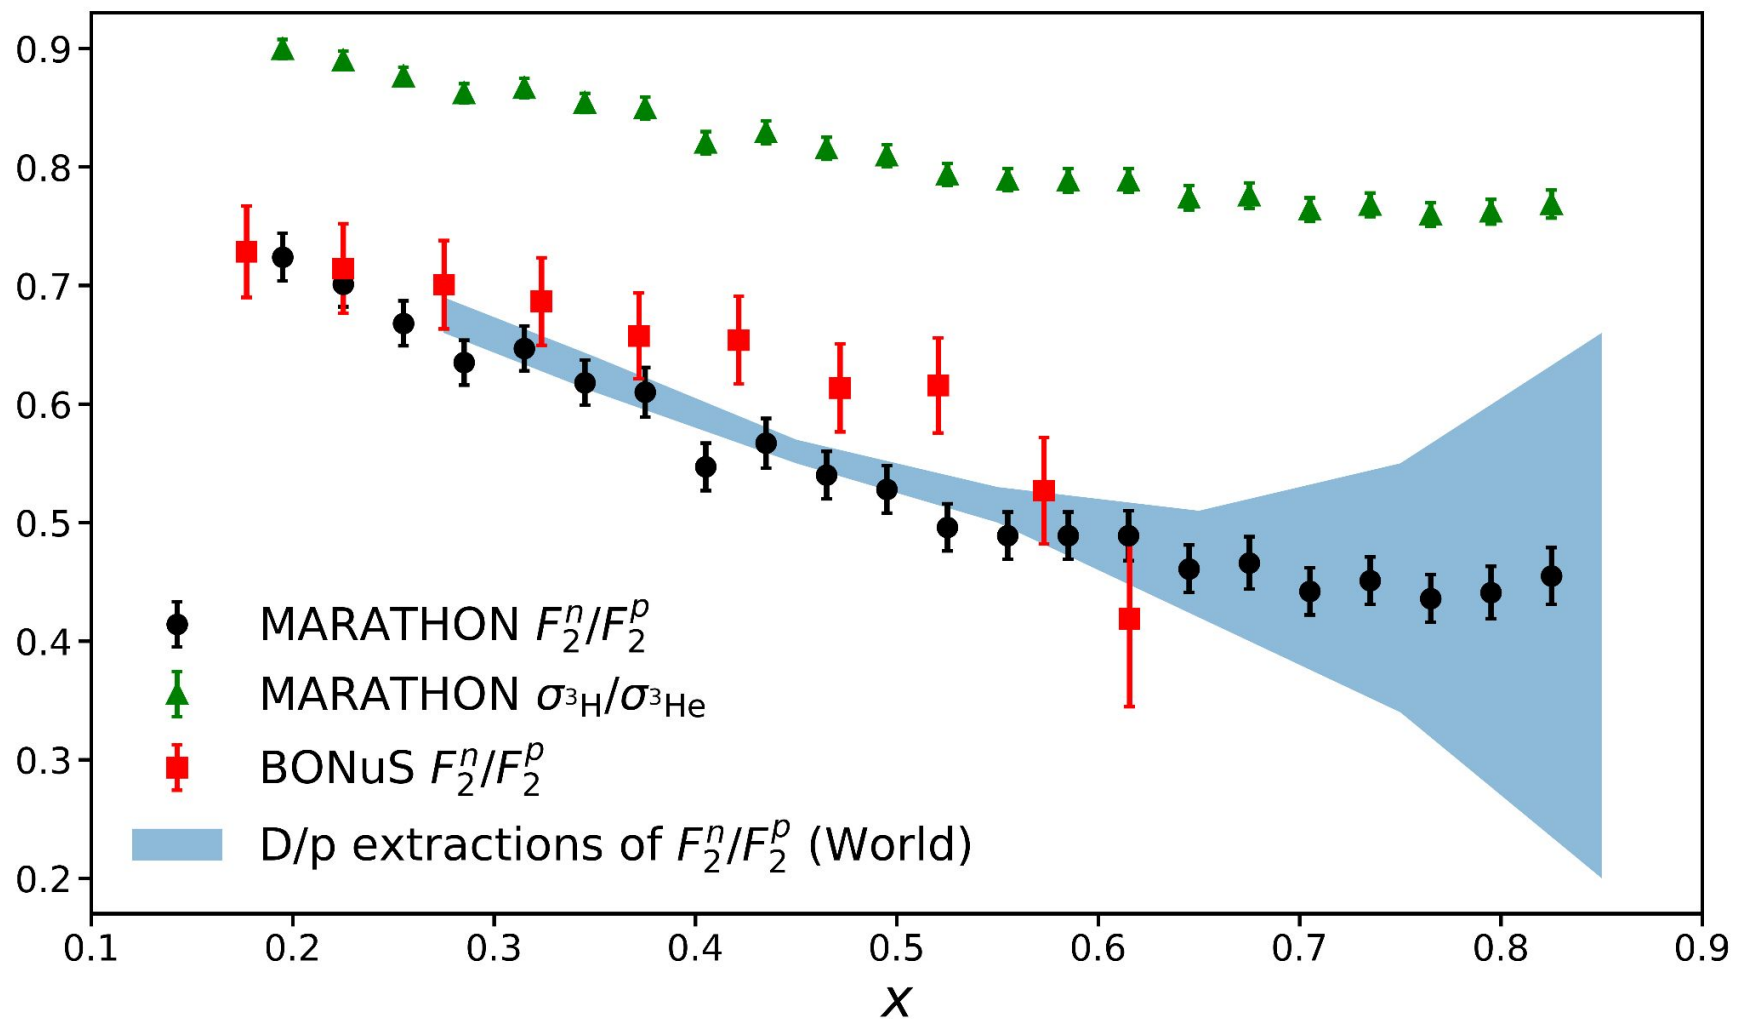 0.9
0.8
0.7
0.6
0.5
0.4
0.3
0.2
MARATHON F₂ⁿ/F₂ᵖ
MARATHON σ³H/σ³He
BONuS F₂ⁿ/F₂ᵖ
D/p extractions of F₂ⁿ/F₂ᵖ (World)
0.1 0.2 0.3 0.4 0.5 0.6 0.7 0.8 0.9
x